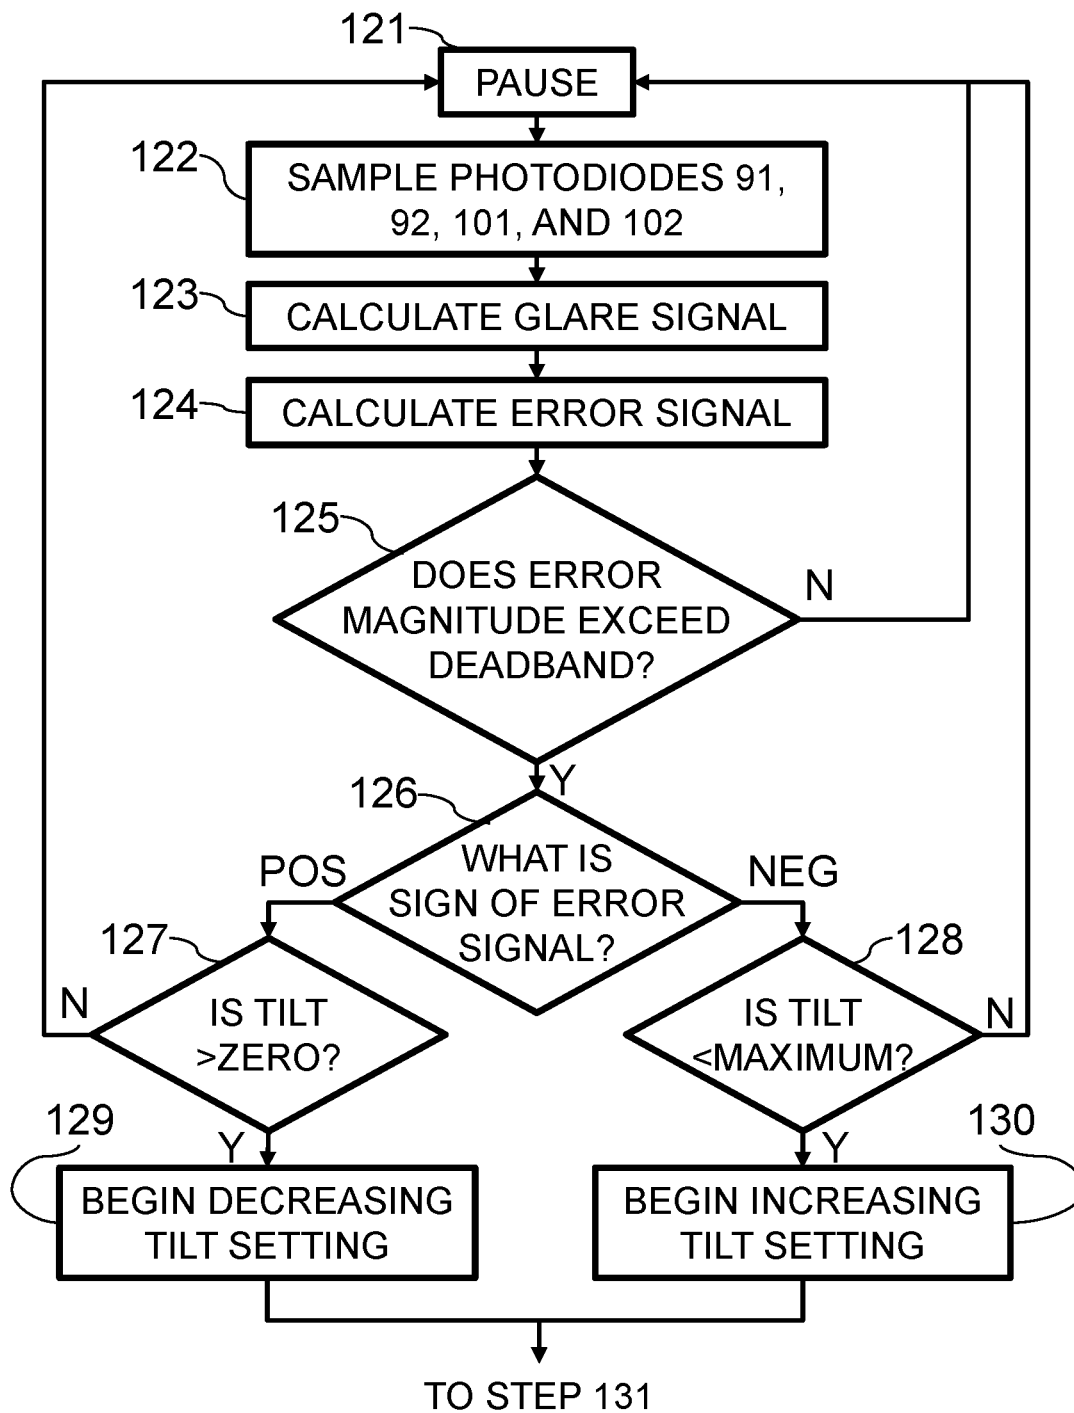 121
PAUSE
122
SAMPLE PHOTODIODES 91,
92, 101, AND 102
123
CALCULATE GLARE SIGNAL
124
CALCULATE ERROR SIGNAL
125
DOES ERROR
MAGNITUDE EXCEED
DEADBAND?
N
Y
126
WHAT IS
SIGN OF ERROR
SIGNAL?
POS
NEG
127
IS TILT
>ZERO?
N
128
IS TILT
<MAXIMUM?
N
129
Y
BEGIN DECREASING
TILT SETTING
130
Y
BEGIN INCREASING
TILT SETTING
TO STEP 131